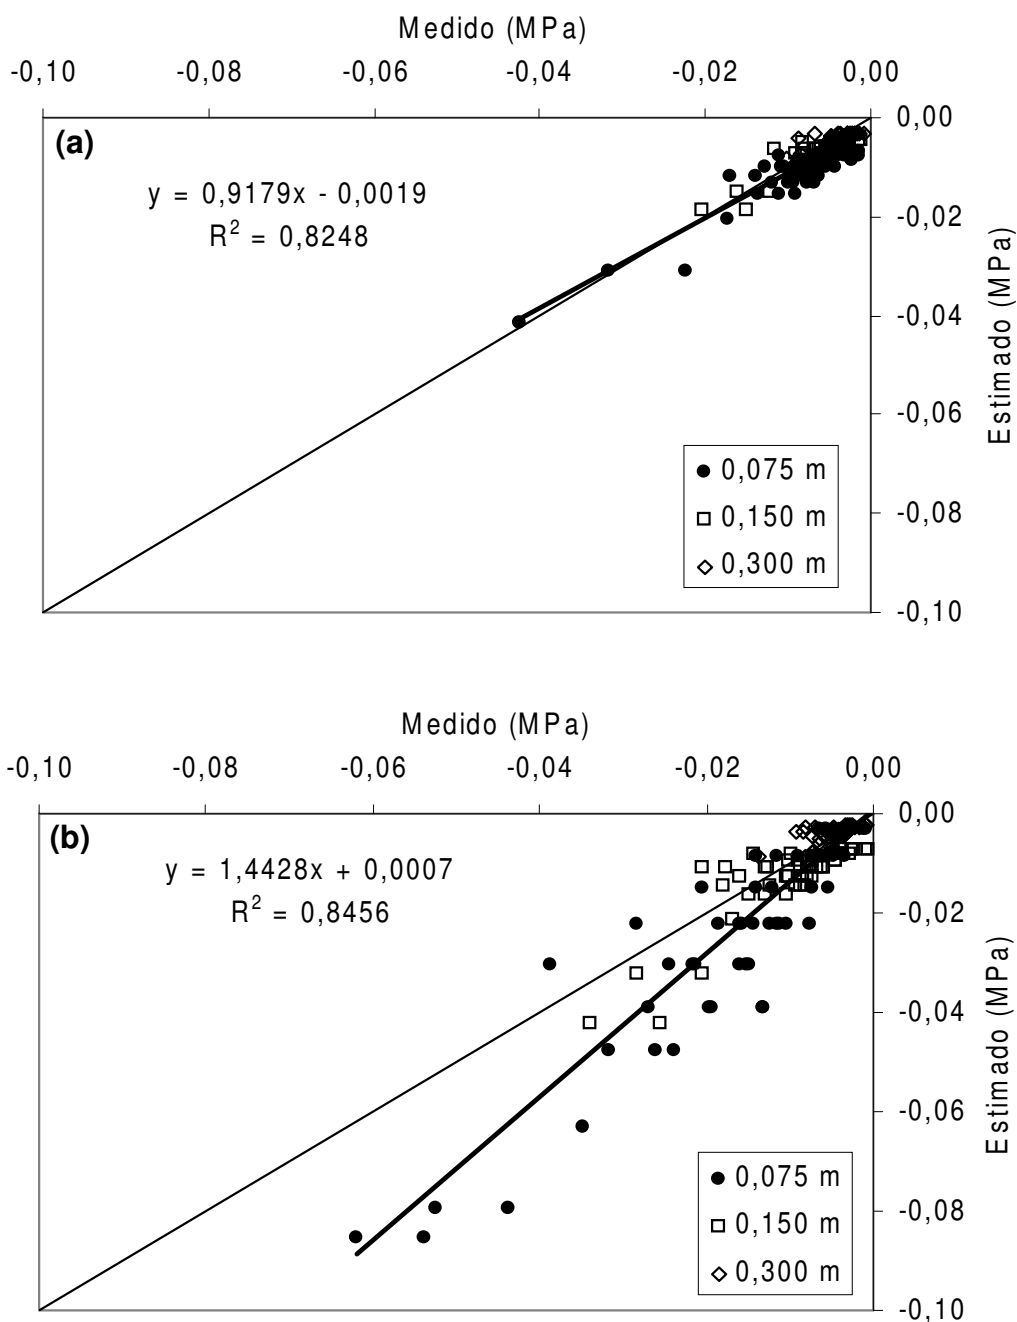 Medido (MPa)
-0,10 -0,08 -0,06 -0,04 -0,02 0,00
0,00
(a)
y = 0,9179x - 0,0019
R² = 0,8248
-0,02
-0,04
Estimado (MPa)
-0,06
0,075 m
0,150 m
-0,08
0,300 m
-0,10
Medido (MPa)
-0,10 -0,08 -0,06 -0,04 -0,02 0,00
0,00
(b)
y = 1,4428x + 0,0007
R² = 0,8456
-0,02
-0,04
Estimado (MPa)
-0,06
0,075 m
-0,08
0,150 m
0,300 m
-0,10